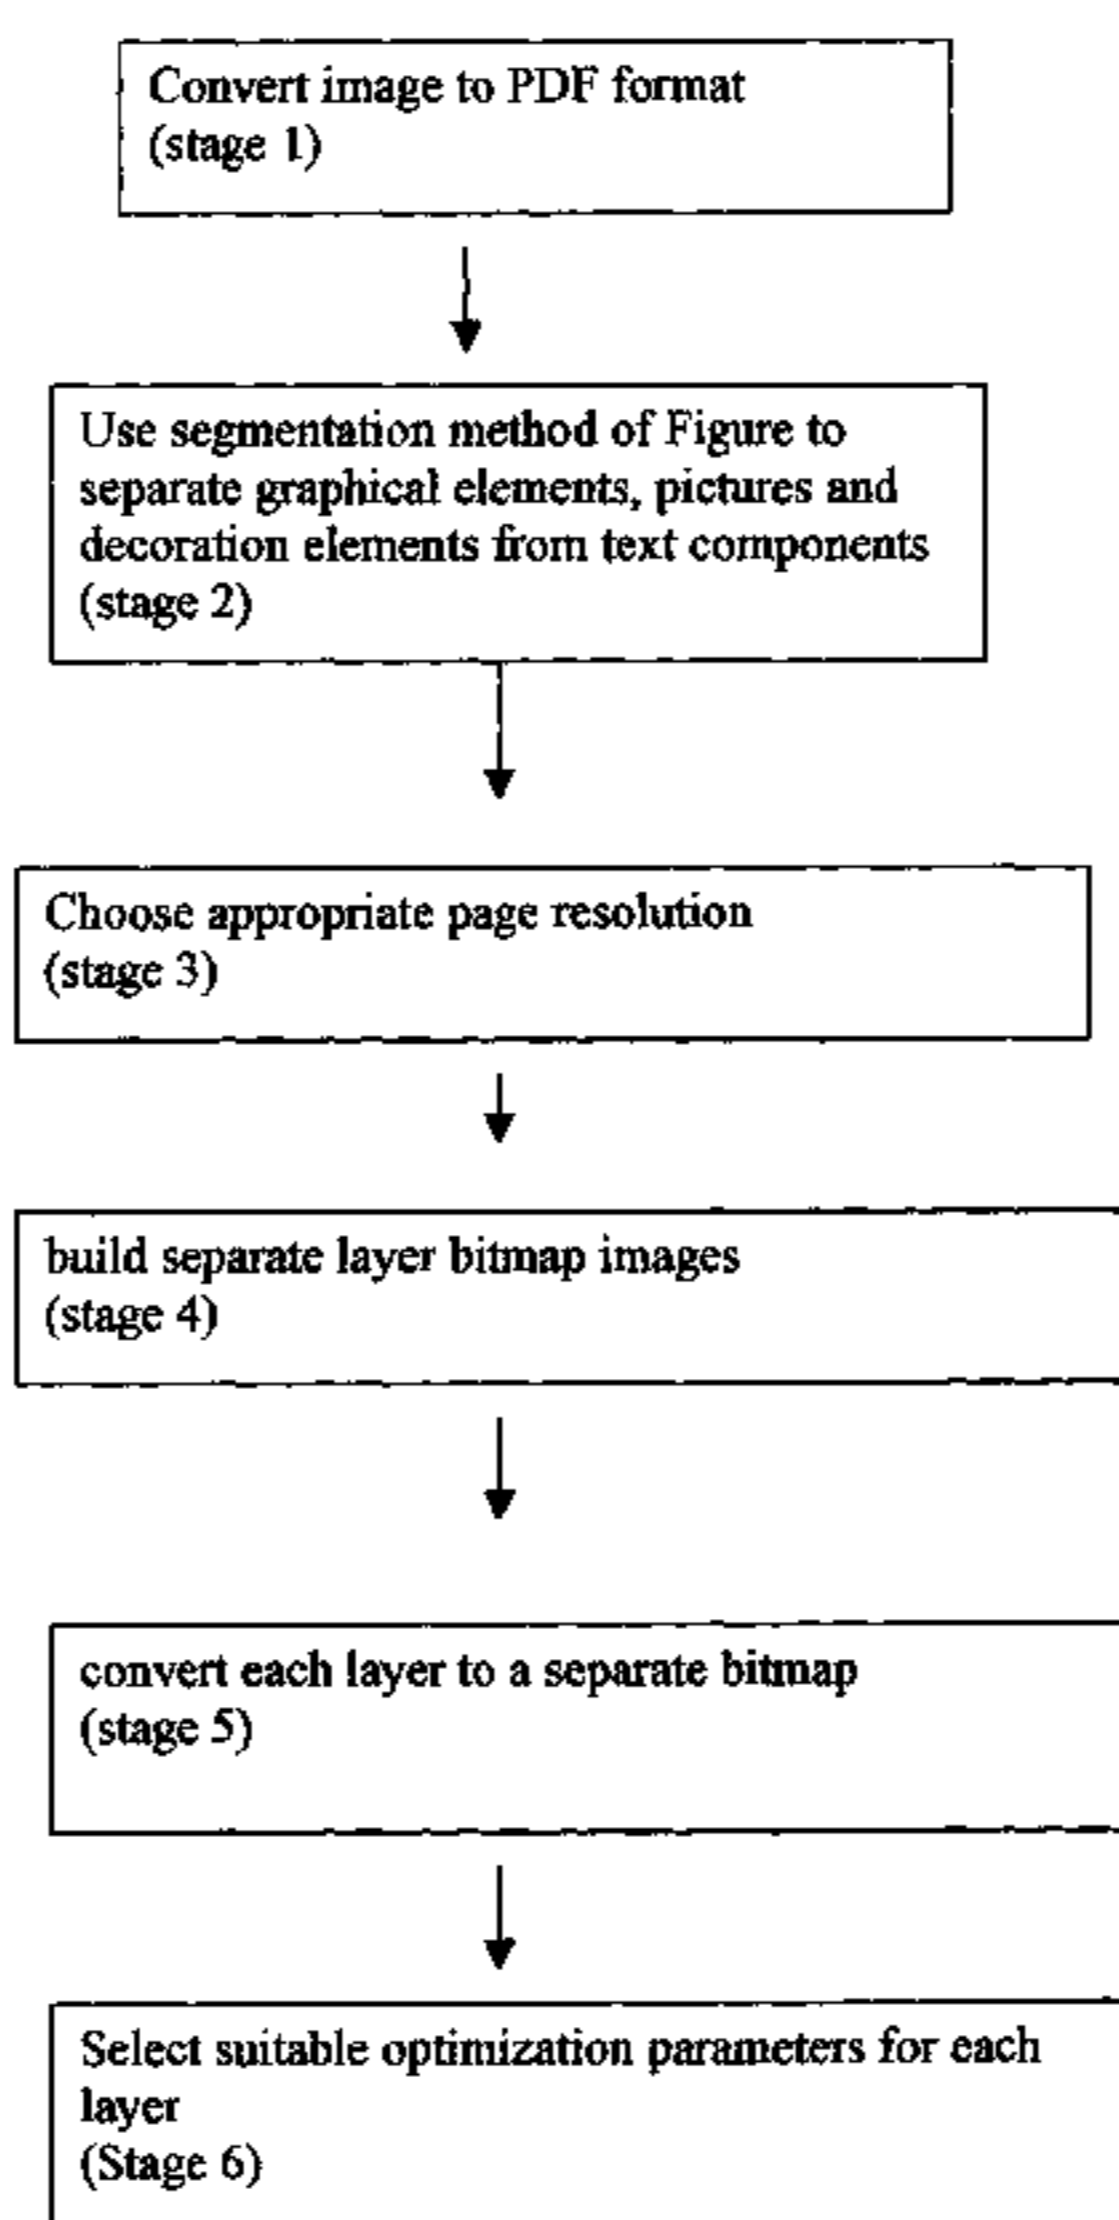 Convert image to PDF format
(stage 1)
Use segmentation method of Figure to
separate graphical elements, pictures and
decoration elements from text components
(stage 2)
Choose appropriate page resolution
(stage 3)
build separate layer bitmap images
(stage 4)
convert each layer to a separate bitmap
(stage 5)
Select suitable optimization parameters for each
layer
(Stage 6)